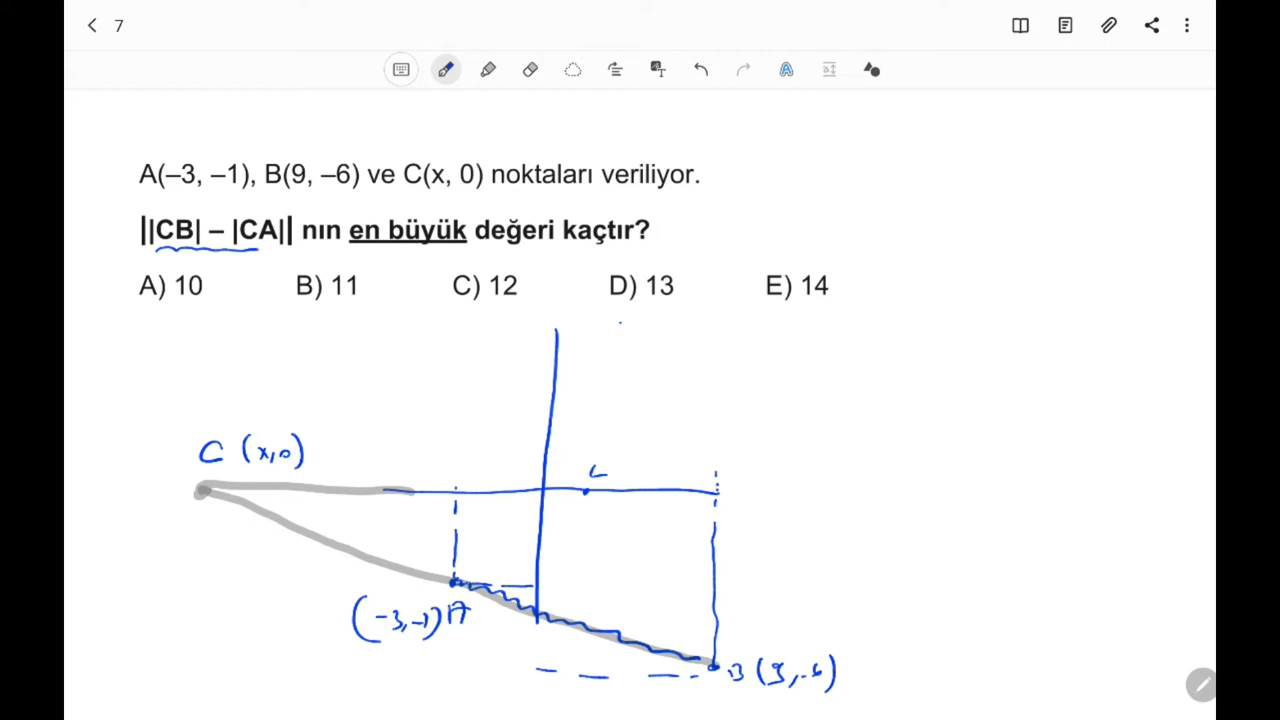 7
A(–3, –1), B(9, –6) ve C(x, 0) noktaları veriliyor.
||CB| – |CA|| nın en büyük değeri kaçtır?
A) 10 B) 11 C) 12 D) 13 E) 14
C (x,0)
C
(-3,-1) A
B (9,-6)